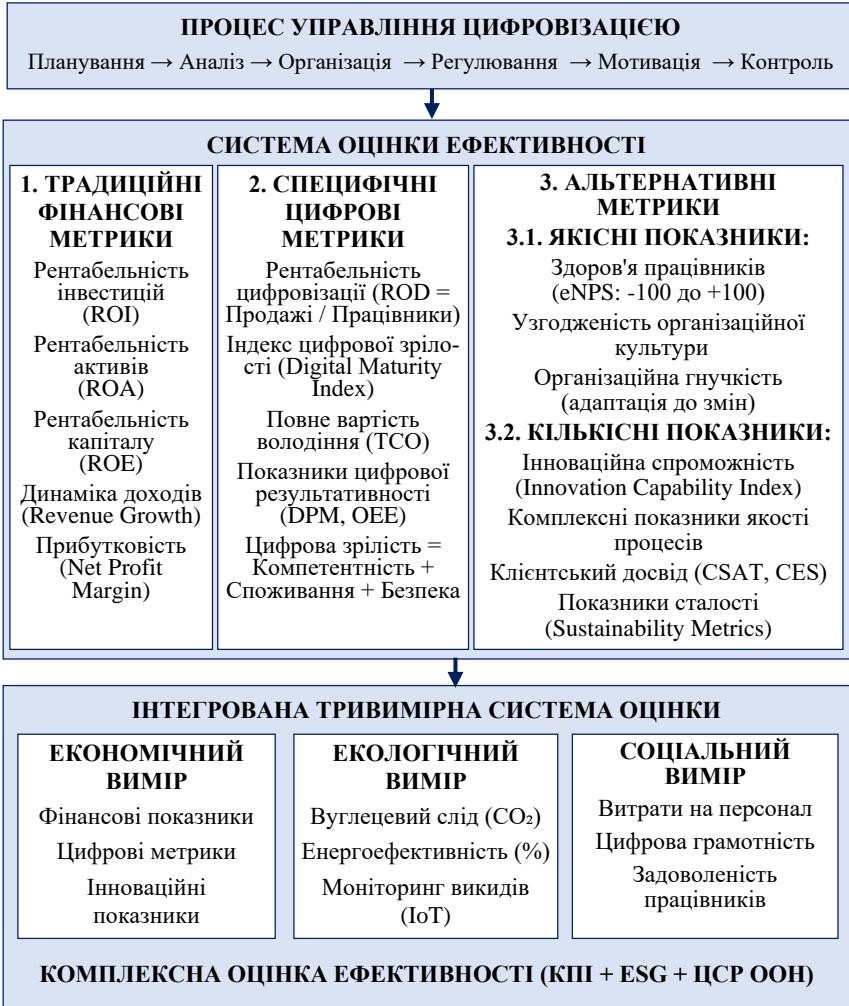 ПРОЦЕС УПРАВЛІННЯ ЦИФРОВІЗАЦІЄЮ
Планування → Аналіз → Організація → Регулювання → Мотивація → Контроль
СИСТЕМА ОЦІНКИ ЕФЕКТИВНОСТІ
1. ТРАДИЦІЙНІ
ФІНАНСОВІ
МЕТРИКИ
Рентабельність
інвестицій
(ROI)
Рентабельність
активів
(ROA)
Рентабельність
капіталу
(ROE)
Динаміка доходів
(Revenue Growth)
Прибутковість
(Net Profit
Margin)
2. СПЕЦИФІЧНІ
ЦИФРОВІ
МЕТРИКИ
Рентабельність
цифровізації (ROD =
Продажі / Працівники)
Індекс цифрової зріло-
сті (Digital Maturity
Index)
Повне вартість
володіння (TCO)
Показники цифрової
результативності
(DPM, OEE)
Цифрова зрілість =
Компетентність +
Споживання + Безпека
3. АЛЬТЕРНАТИВНІ
МЕТРИКИ
3.1. ЯКІСНІ ПОКАЗНИКИ:
Здоров'я працівників
(eNPS: -100 до +100)
Узгодженість організаційної
культури
Організаційна гнучкість
(адаптація до змін)
3.2. КІЛЬКІСНІ ПОКАЗНИКИ:
Інноваційна спроможність
(Innovation Capability Index)
Комплексні показники якості
процесів
Клієнтський досвід (CSAT, CES)
Показники сталості
(Sustainability Metrics)
ІНТЕГРОВАНА ТРИВИМІРНА СИСТЕМА ОЦІНКИ
ЕКОНОМІЧНИЙ
ВИМІР
Фінансові показники
Цифрові метрики
Інноваційні
показники
ЕКОЛОГІЧНИЙ
ВИМІР
Вуглецевий слід (CO₂)
Енергоефективність (%)
Моніторинг викидів
(IoT)
СОЦІАЛЬНИЙ
ВИМІР
Витрати на персонал
Цифрова грамотність
Задоволеність
працівників
КОМПЛЕКСНА ОЦІНКА ЕФЕКТИВНОСТІ (КПІ + ESG + ЦСР ООН)